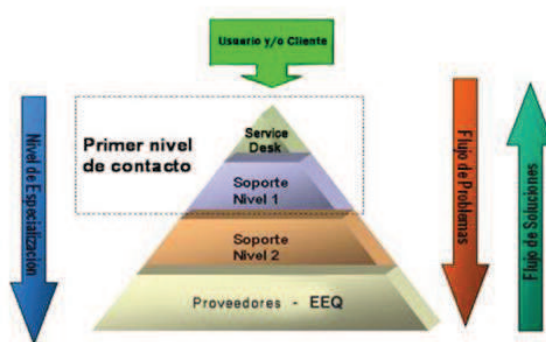 Usuario y/o Cliente
Primer nivel
de contacto
Service
Desk
Soporte
Nivel 1
Soporte
Nivel 2
Proveedores - EEQ
Nivel de Especialización
Flujo de Problemas
Flujo de Soluciones